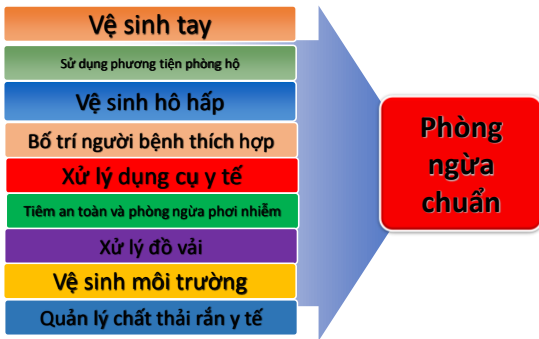 Vệ sinh tay
Sử dụng phương tiện phòng hộ
Vệ sinh hô hấp
Bố trí người bệnh thích hợp
Xử lý dụng cụ y tế
Tiêm an toàn và phòng ngừa phơi nhiễm
Xử lý đồ vải
Vệ sinh môi trường
Quản lý chất thải rắn y tế
Phòng
ngừa
chuẩn